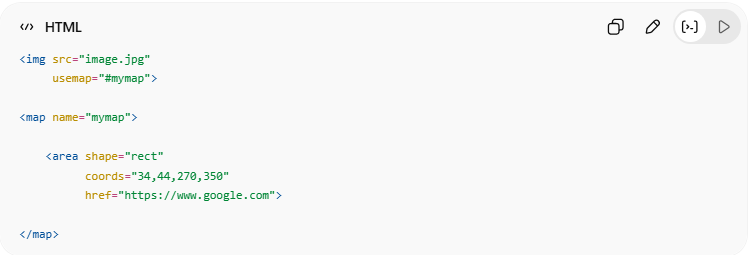 HTML
<img src="image.jpg"
     usemap="#mymap">

<map name="mymap">

    <area shape="rect"
          coords="34,44,270,350"
          href="https://www.google.com">

</map>